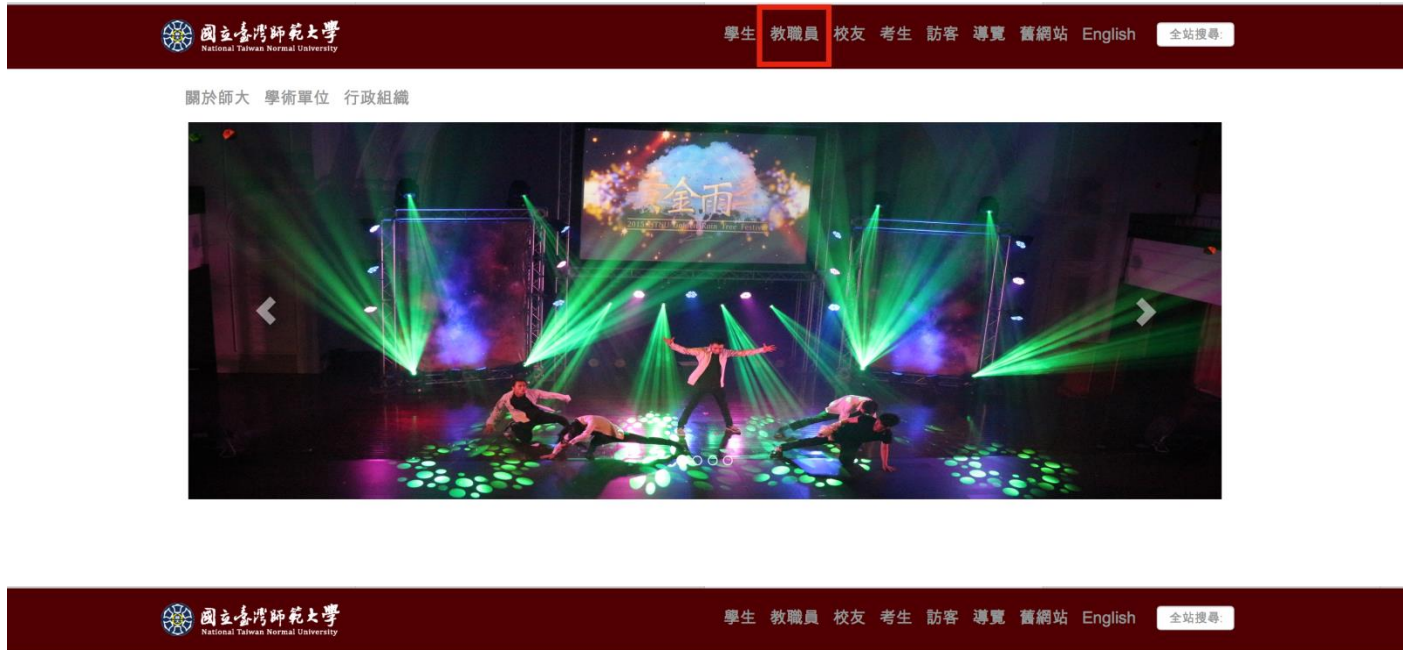 國立臺灣師範大學
National Taiwan Normal University
學生 教職員 校友 考生 訪客 導覽 舊網站 English 全站搜尋:
關於師大 學術單位 行政組織
黃金雨季
國立臺灣師範大學
National Taiwan Normal University
學生 教職員 校友 考生 訪客 導覽 舊網站 English 全站搜尋: